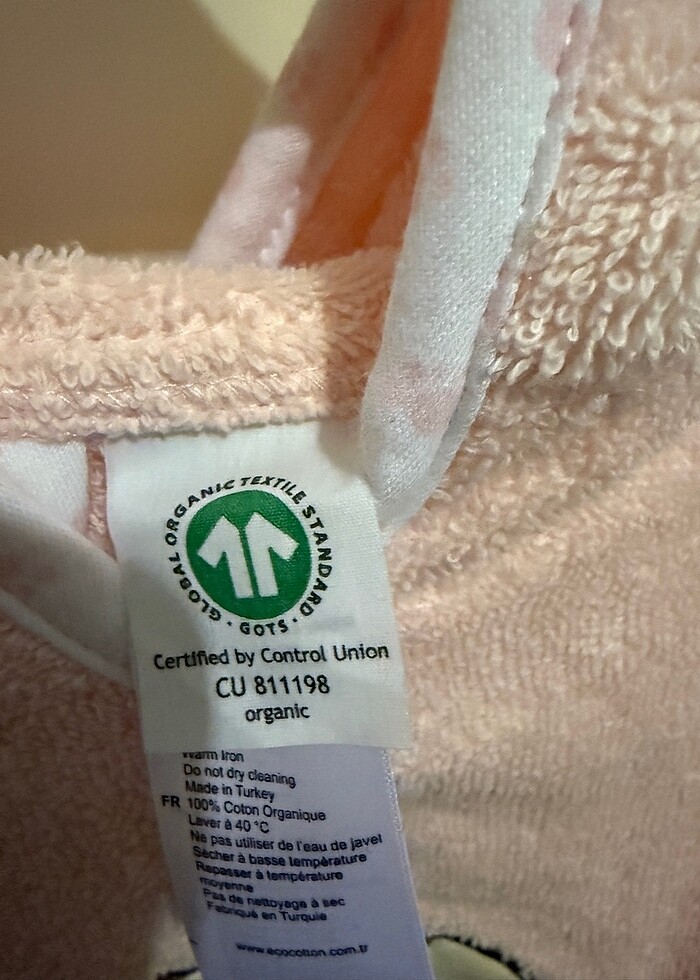 GLOBAL ORGANIC TEXTILE STANDARD · GOTS ·
Certified by Control Union
CU 811198
organic
Warm Iron
Do not dry cleaning
Made in Turkey
FR 100% Coton Organique
Laver à 40 °C
Ne pas utiliser de l'eau de javel
Sécher à basse température
Repasser à température
moyenne
Pas de nettoyage à sec
Fabriqué en Turquie
www.ecocotton.com.tr